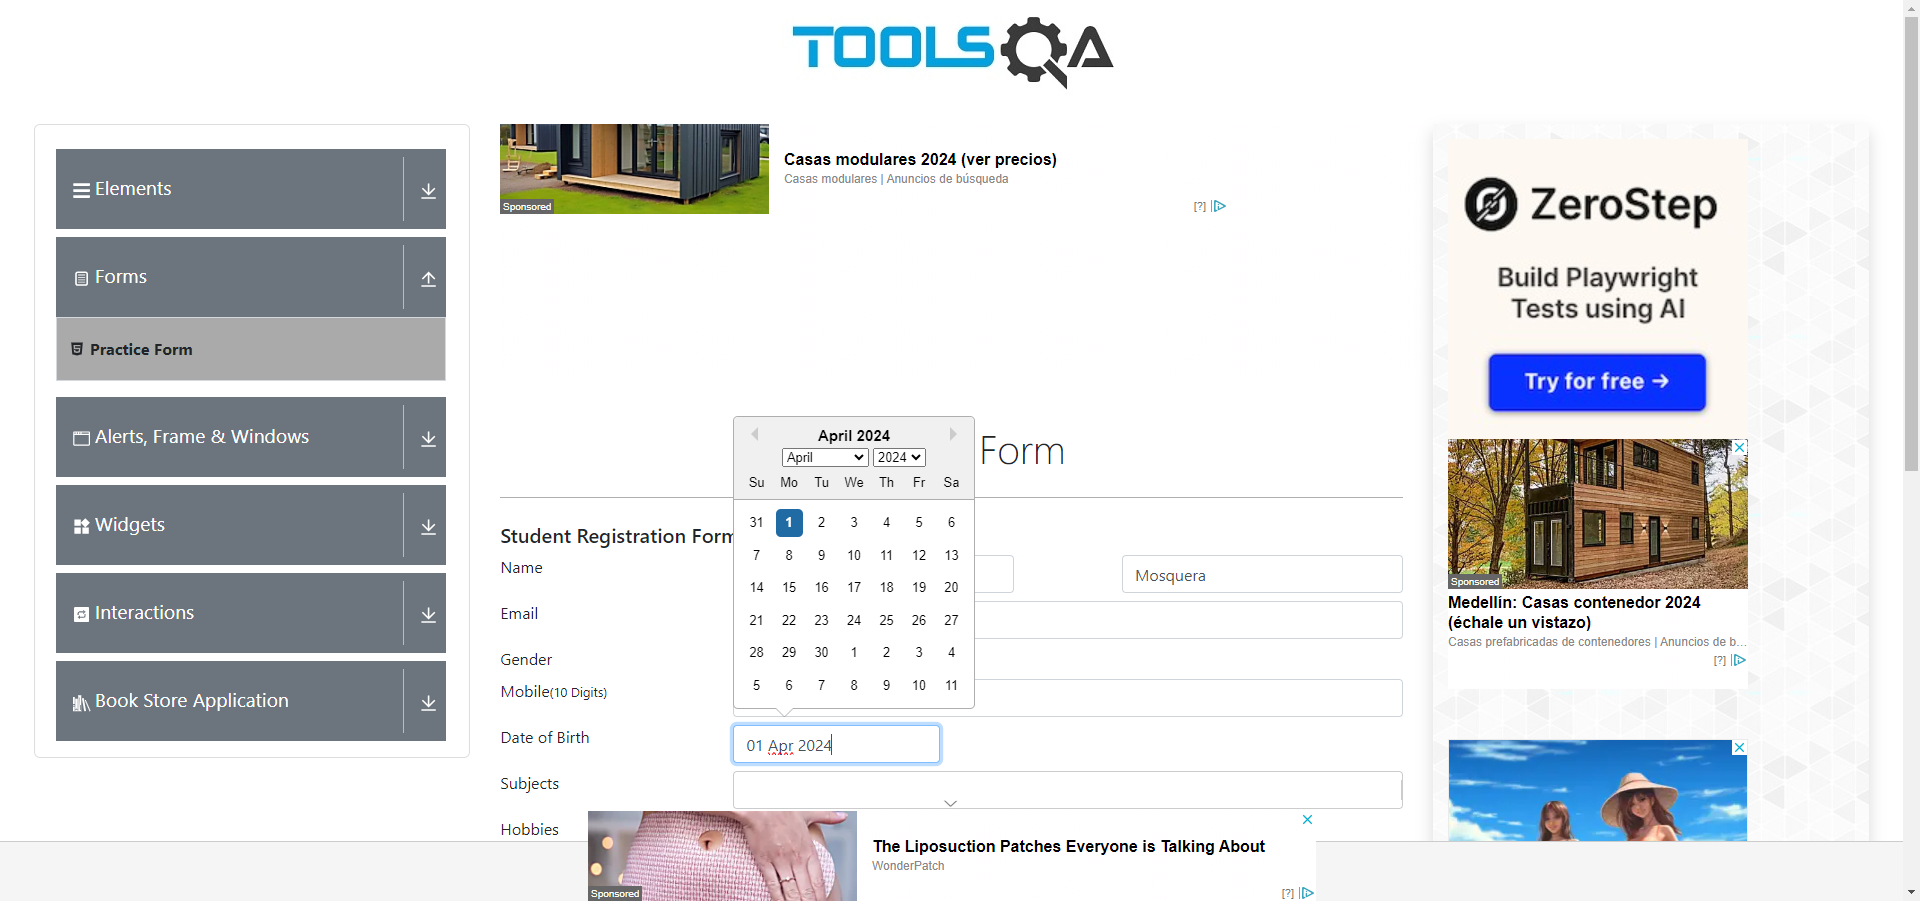 TOOLSQA
Elements
Forms
Practice Form
Alerts, Frame & Windows
Widgets
Interactions
Book Store Application
Sponsored
Casas modulares 2024 (ver precios)
Casas modulares | Anuncios de búsqueda
[?]
Form
April 2024
April 2024
Su Mo Tu We Th Fr Sa
31 1 2 3 4 5 6
7 8 9 10 11 12 13
14 15 16 17 18 19 20
21 22 23 24 25 26 27
28 29 30 1 2 3 4
5 6 7 8 9 10 11
Student Registration Form
Name
Mosquera
Email
Gender
Mobile(10 Digits)
Date of Birth
01 Apr 2024
Subjects
Hobbies
Sponsored
The Liposuction Patches Everyone is Talking About
WonderPatch
[?]
ZeroStep
Build Playwright
Tests using AI
Try for free →
Sponsored
Medellín: Casas contenedor 2024
(échale un vistazo)
Casas prefabricadas de contenedores | Anuncios de b...
[?]